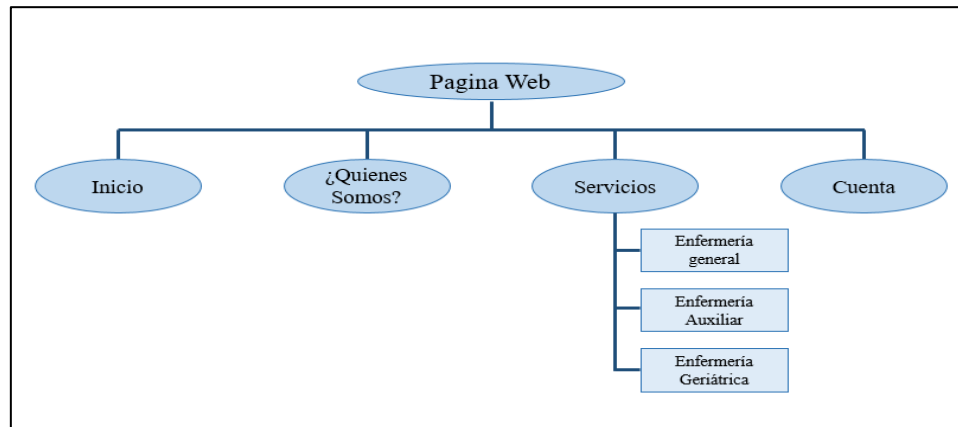 Pagina Web
Inicio
¿Quienes
Somos?
Servicios
Cuenta
Enfermería
general
Enfermería
Auxiliar
Enfermería
Geriátrica